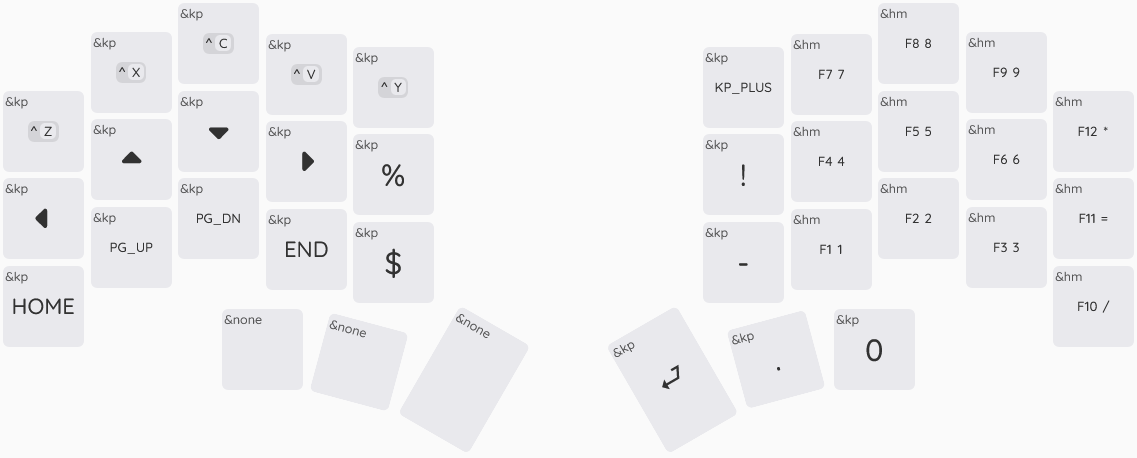 &kp
^ Z
&kp
^ X
&kp
^ C
&kp
^ V
&kp
^ Y
&kp
KP_PLUS
&hm
F7 7
&hm
F8 8
&hm
F9 9
&hm
F12 *
&kp
&kp
&kp
&kp
&kp
%
&kp
!
&hm
F4 4
&hm
F5 5
&hm
F6 6
&hm
F11 =
&kp
HOME
&kp
PG_UP
&kp
PG_DN
&kp
END
&kp
$
&kp
-
&hm
F1 1
&hm
F2 2
&hm
F3 3
&hm
F10 /
&none
&none
&none
&kp
&kp
.
&kp
0